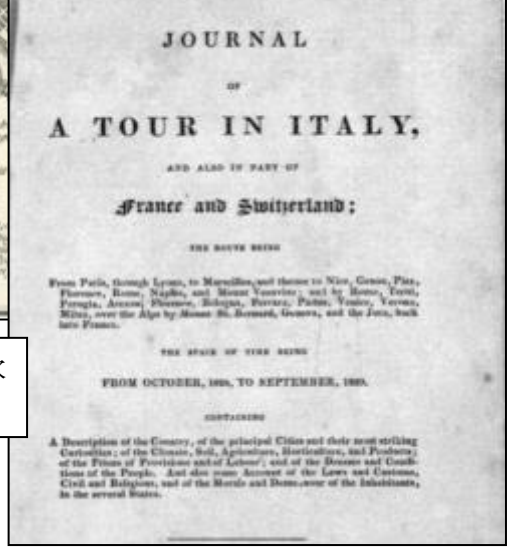 JOURNAL
OF
A TOUR IN ITALY,
AND ALSO IN PART OF
France and Switzerland;
THE ROUTE BEING
From Paris, through Lyons, to Marseilles, and thence to Nice, Genoa, Pisa,
Florence, Rome, Naples, and Mount Vesuvius; and by Rome, Terni,
Perugia, Arezzo, Florence, Bologna, Ferrara, Padua, Venice, Verona,
Milan, over the Alps by Mount St. Bernard, Geneva, and the Jura, back
into France.
THE SPACE OF TIME BEING
FROM OCTOBER, 1828, TO SEPTEMBER, 1829.
CONTAINING
A Description of the Country, of the principal Cities and their most striking
Curiosities; of the Climate, Soil, Agriculture, Horticulture, and Products;
of the Prices of Provisions and of Labour; and of the Dresses and Condi-
tions of the People. And also some Account of the Laws and Customs,
Civil and Religious, and of the Morals and Demeanour of the Inhabitants,
in the several States.